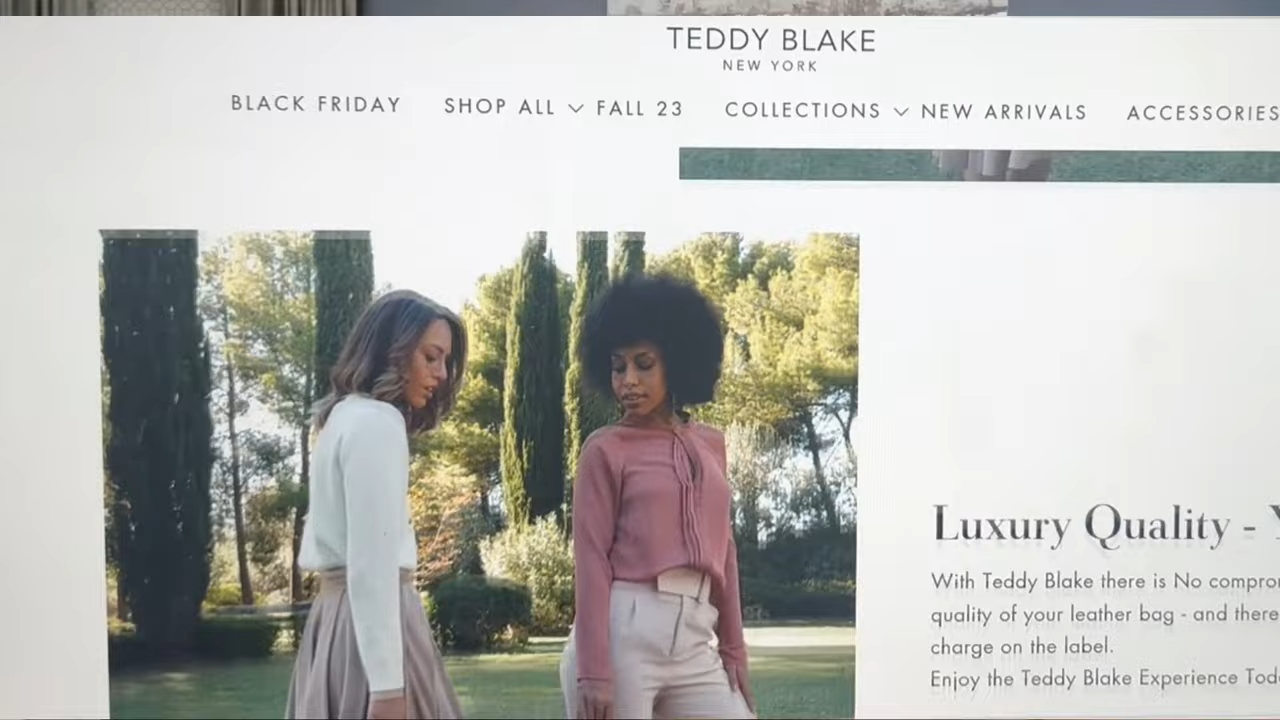 TEDDY BLAKE
NEW YORK
BLACK FRIDAY SHOP ALL FALL 23 COLLECTIONS NEW ARRIVALS ACCESSORIES
Luxury Quality -
With Teddy Blake there is No
quality of your leather bag - and there
charge on the label.
Enjoy the Teddy Blake Experience